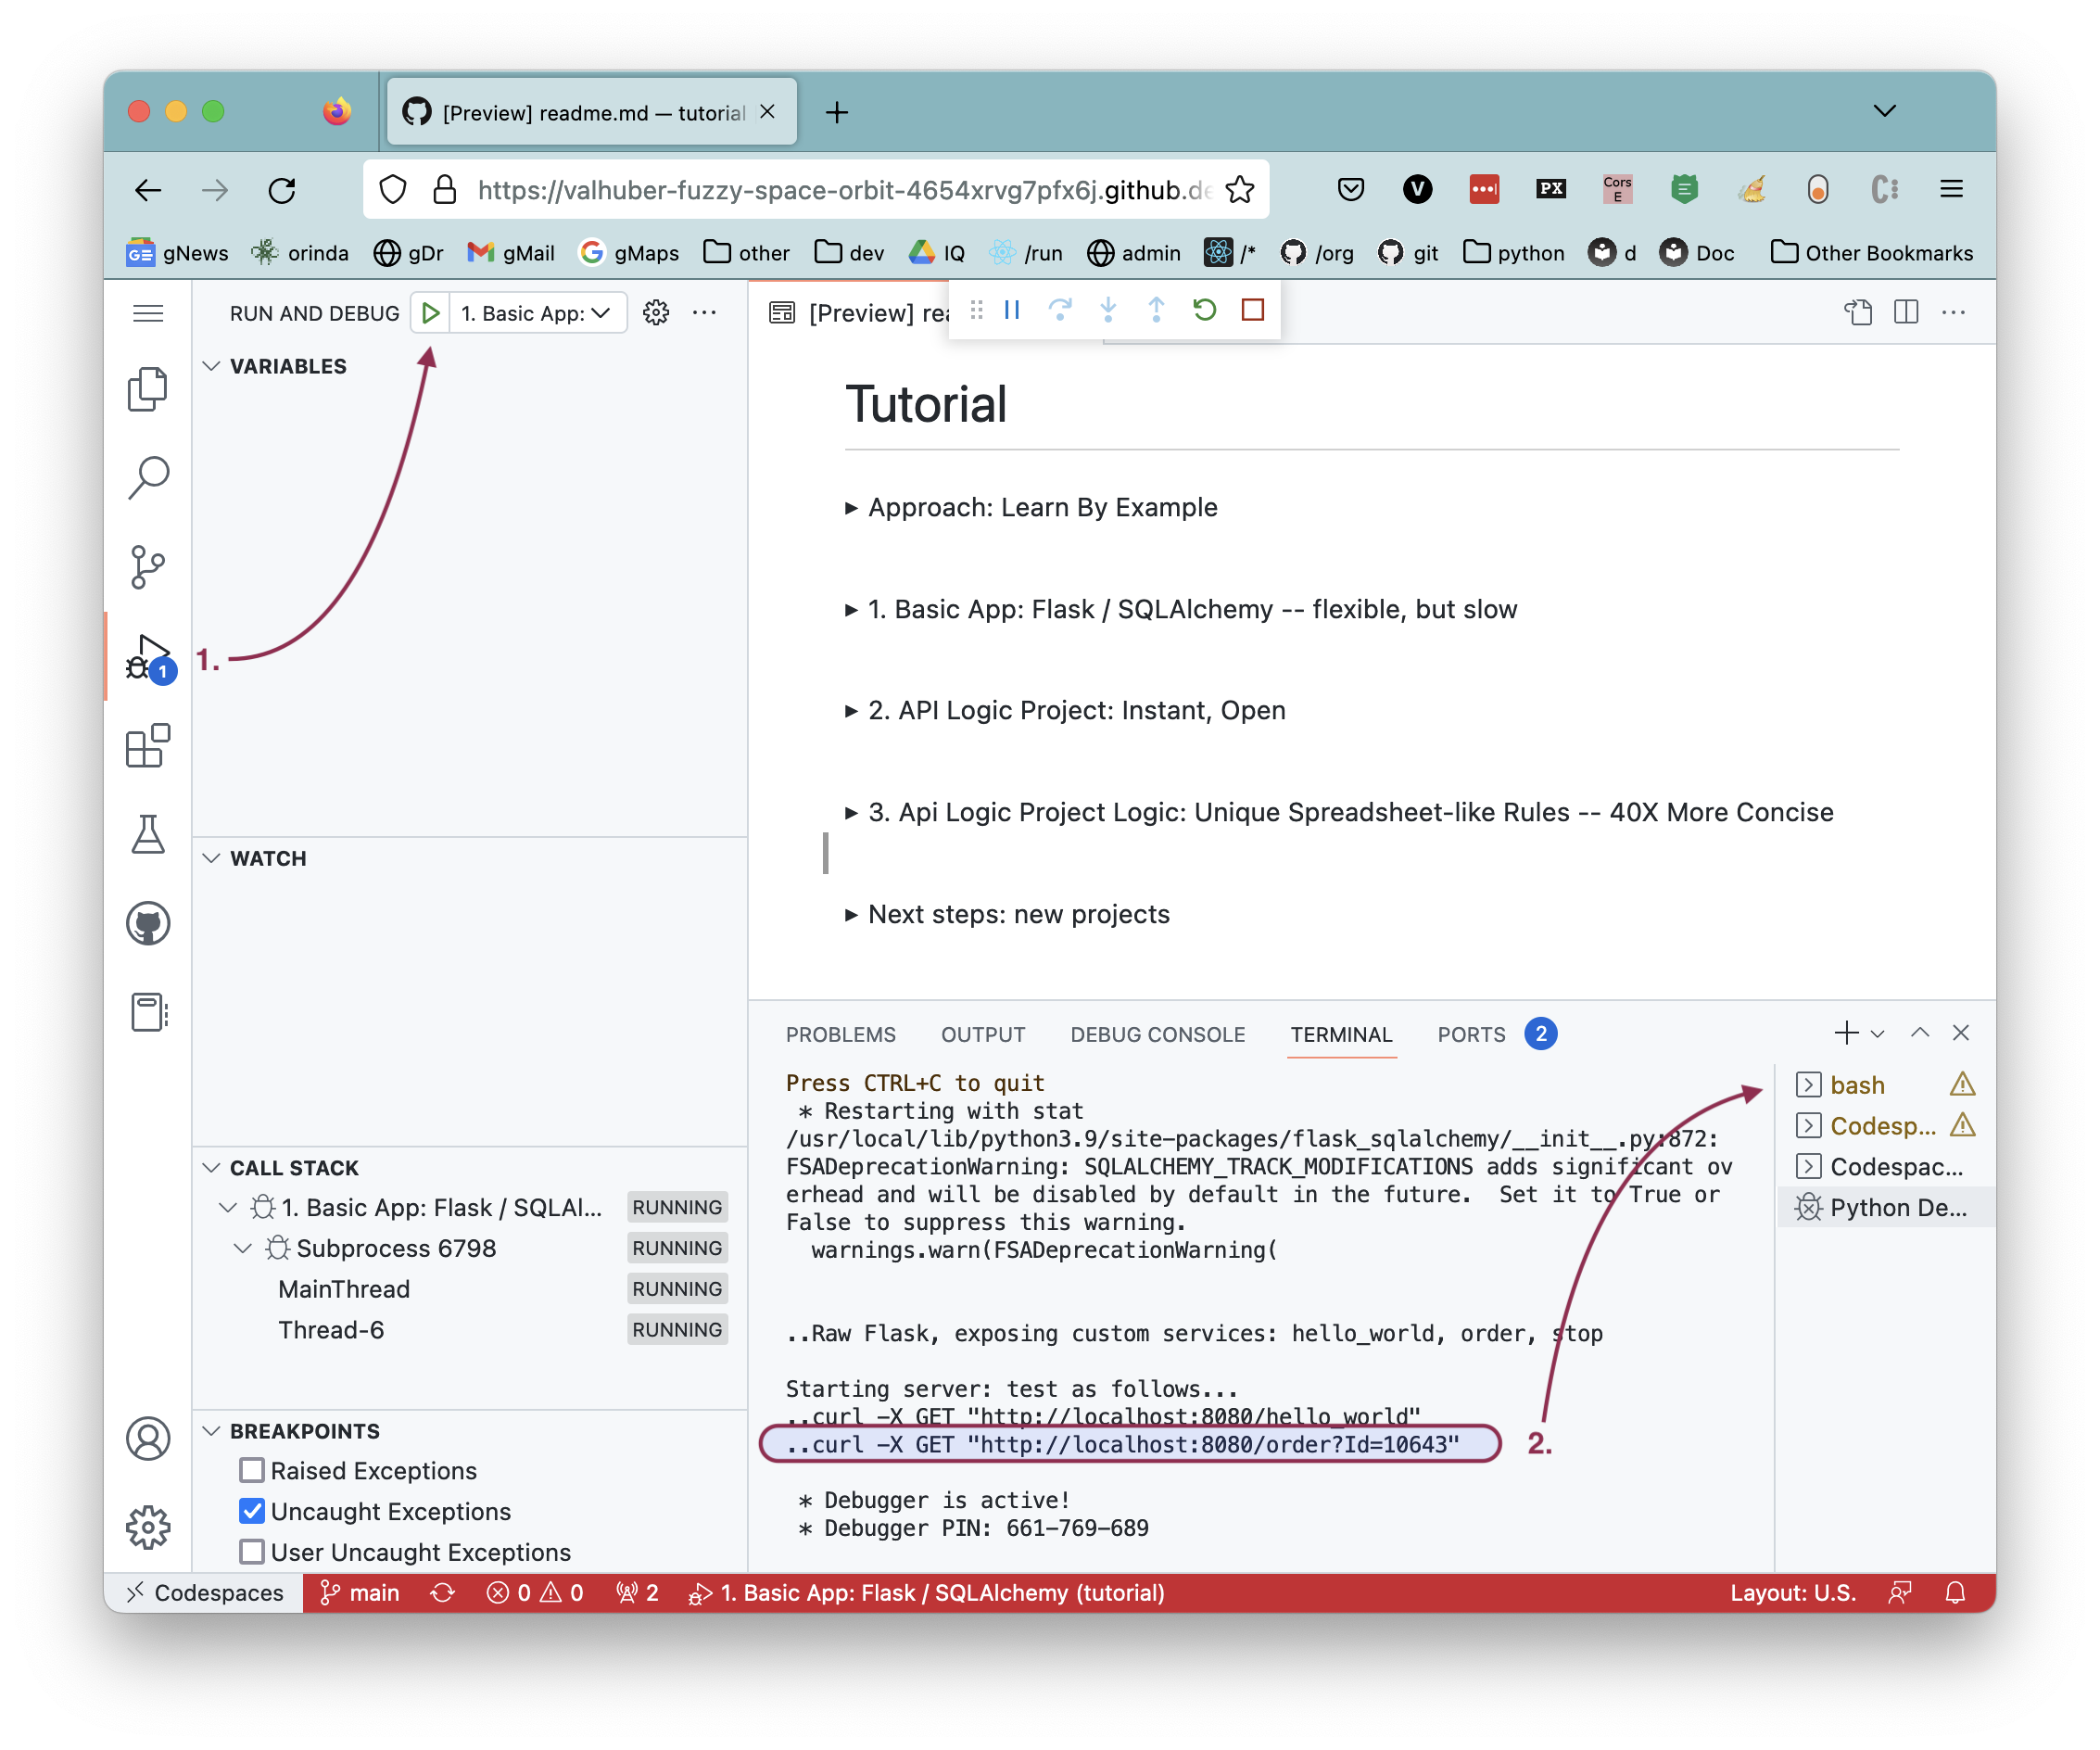 [Preview] readme.md — tutorial
https://valhuber-fuzzy-space-orbit-4654xrvg7pfx6j.github.de
V
PX
Cors E
gNews
orinda
gDr
gMail
gMaps
other
dev
IQ
/run
admin
/*
/org
git
python
d
Doc
Other Bookmarks
RUN AND DEBUG
1. Basic App:
[Preview] rea
VARIABLES
1.
1
WATCH
CALL STACK
1. Basic App: Flask / SQLAl... RUNNING
Subprocess 6798 RUNNING
MainThread RUNNING
Thread-6 RUNNING
BREAKPOINTS
Raised Exceptions
Uncaught Exceptions
User Uncaught Exceptions
Tutorial
Approach: Learn By Example
1. Basic App: Flask / SQLAlchemy -- flexible, but slow
2. API Logic Project: Instant, Open
3. Api Logic Project Logic: Unique Spreadsheet-like Rules -- 40X More Concise
Next steps: new projects
PROBLEMS OUTPUT DEBUG CONSOLE TERMINAL PORTS 2
Press CTRL+C to quit
* Restarting with stat
/usr/local/lib/python3.9/site-packages/flask_sqlalchemy/__init__.py:872:
FSADeprecationWarning: SQLALCHEMY_TRACK_MODIFICATIONS adds significant ov
erhead and will be disabled by default in the future.  Set it to True or
False to suppress this warning.
warnings.warn(FSADeprecationWarning(
..Raw Flask, exposing custom services: hello_world, order, stop
Starting server: test as follows...
..curl -X GET "http://localhost:8080/hello_world"
..curl -X GET "http://localhost:8080/order?Id=10643"
2.
* Debugger is active!
* Debugger PIN: 661-769-689
bash
Codesp...
Codespac...
Python De...
Codespaces
main
0
0
2
1. Basic App: Flask / SQLAlchemy (tutorial)
Layout: U.S.